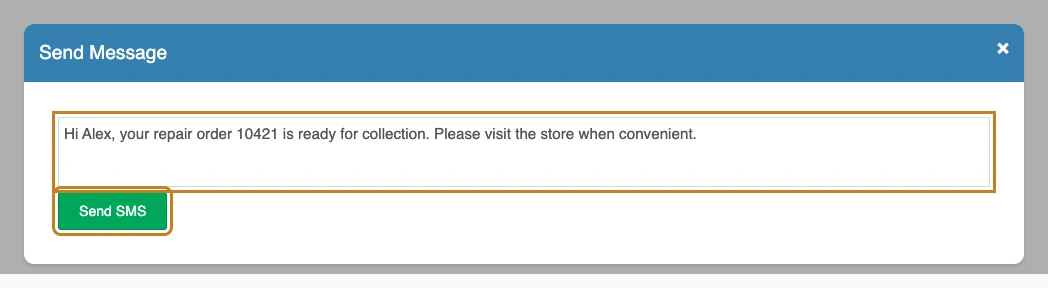 Send Message
×
Hi Alex, your repair order 10421 is ready for collection. Please visit the store when convenient.
Send SMS